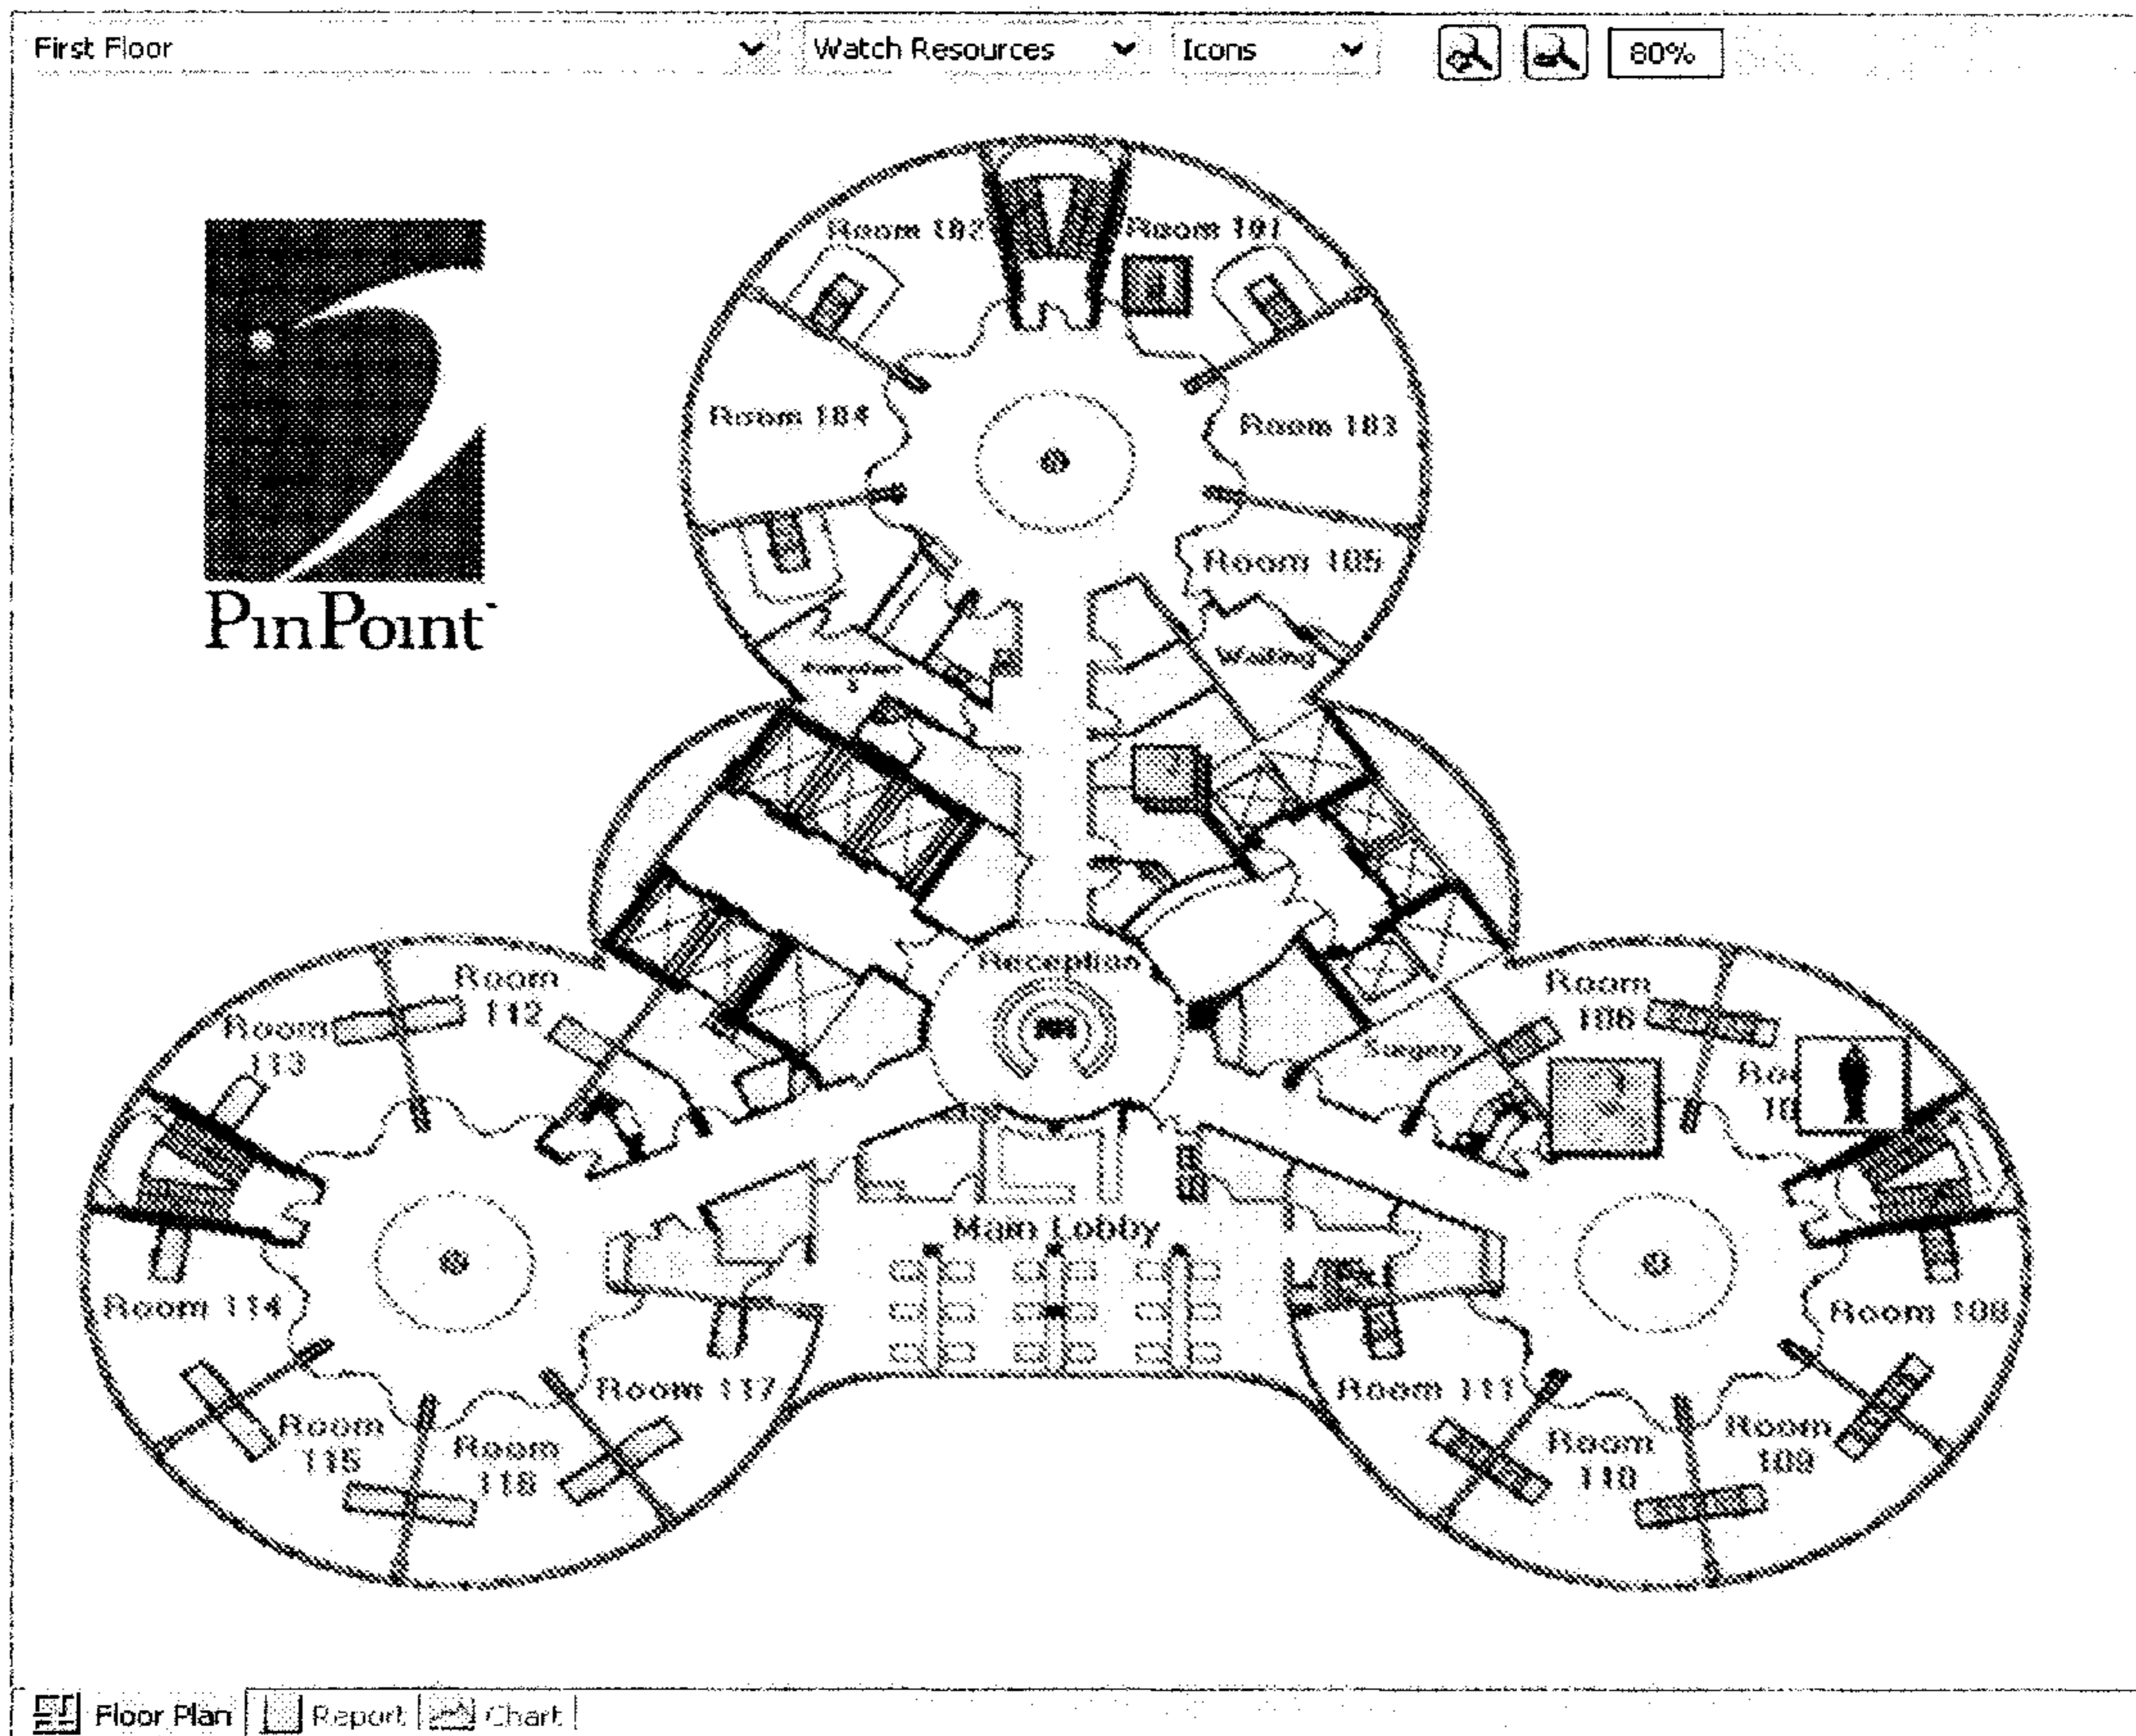 First Floor
Watch Resources
Icons
80%
Room 102
Room 101
Room 104
Room 103
PinPoint
Room 105
Waiting
Reception
Room
112
Room
113
Room
106
Surgery
Main Lobby
Room 114
Room 108
Room 117
Room 111
Room
115
Room
116
Room
110
Room
109
Floor Plan
Report
Chart